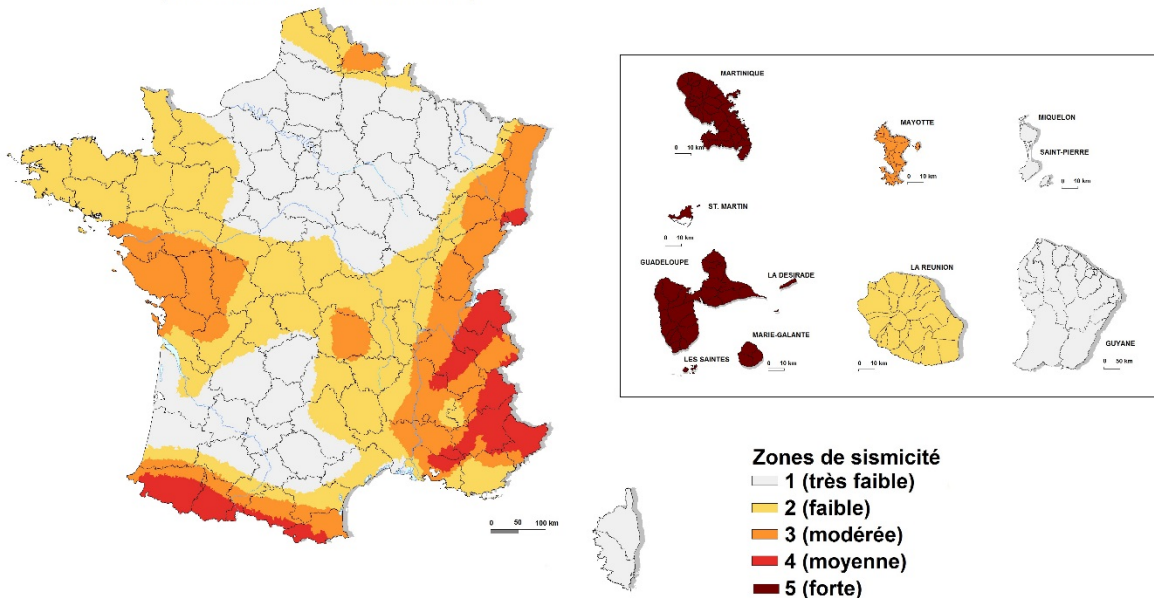 MARTINIQUE
0 10 km
MAYOTTE
0 10 km
MIQUELON
SAINT-PIERRE
0 10 km
ST. MARTIN
0 10 km
GUADELOUPE
LA DESIRADE
MARIE-GALANTE
0 10 km
LES SAINTES
LA REUNION
0 10 km
GUYANE
0 50 km
0 50 100 km
Zones de sismicité
1 (très faible)
2 (faible)
3 (modérée)
4 (moyenne)
5 (forte)